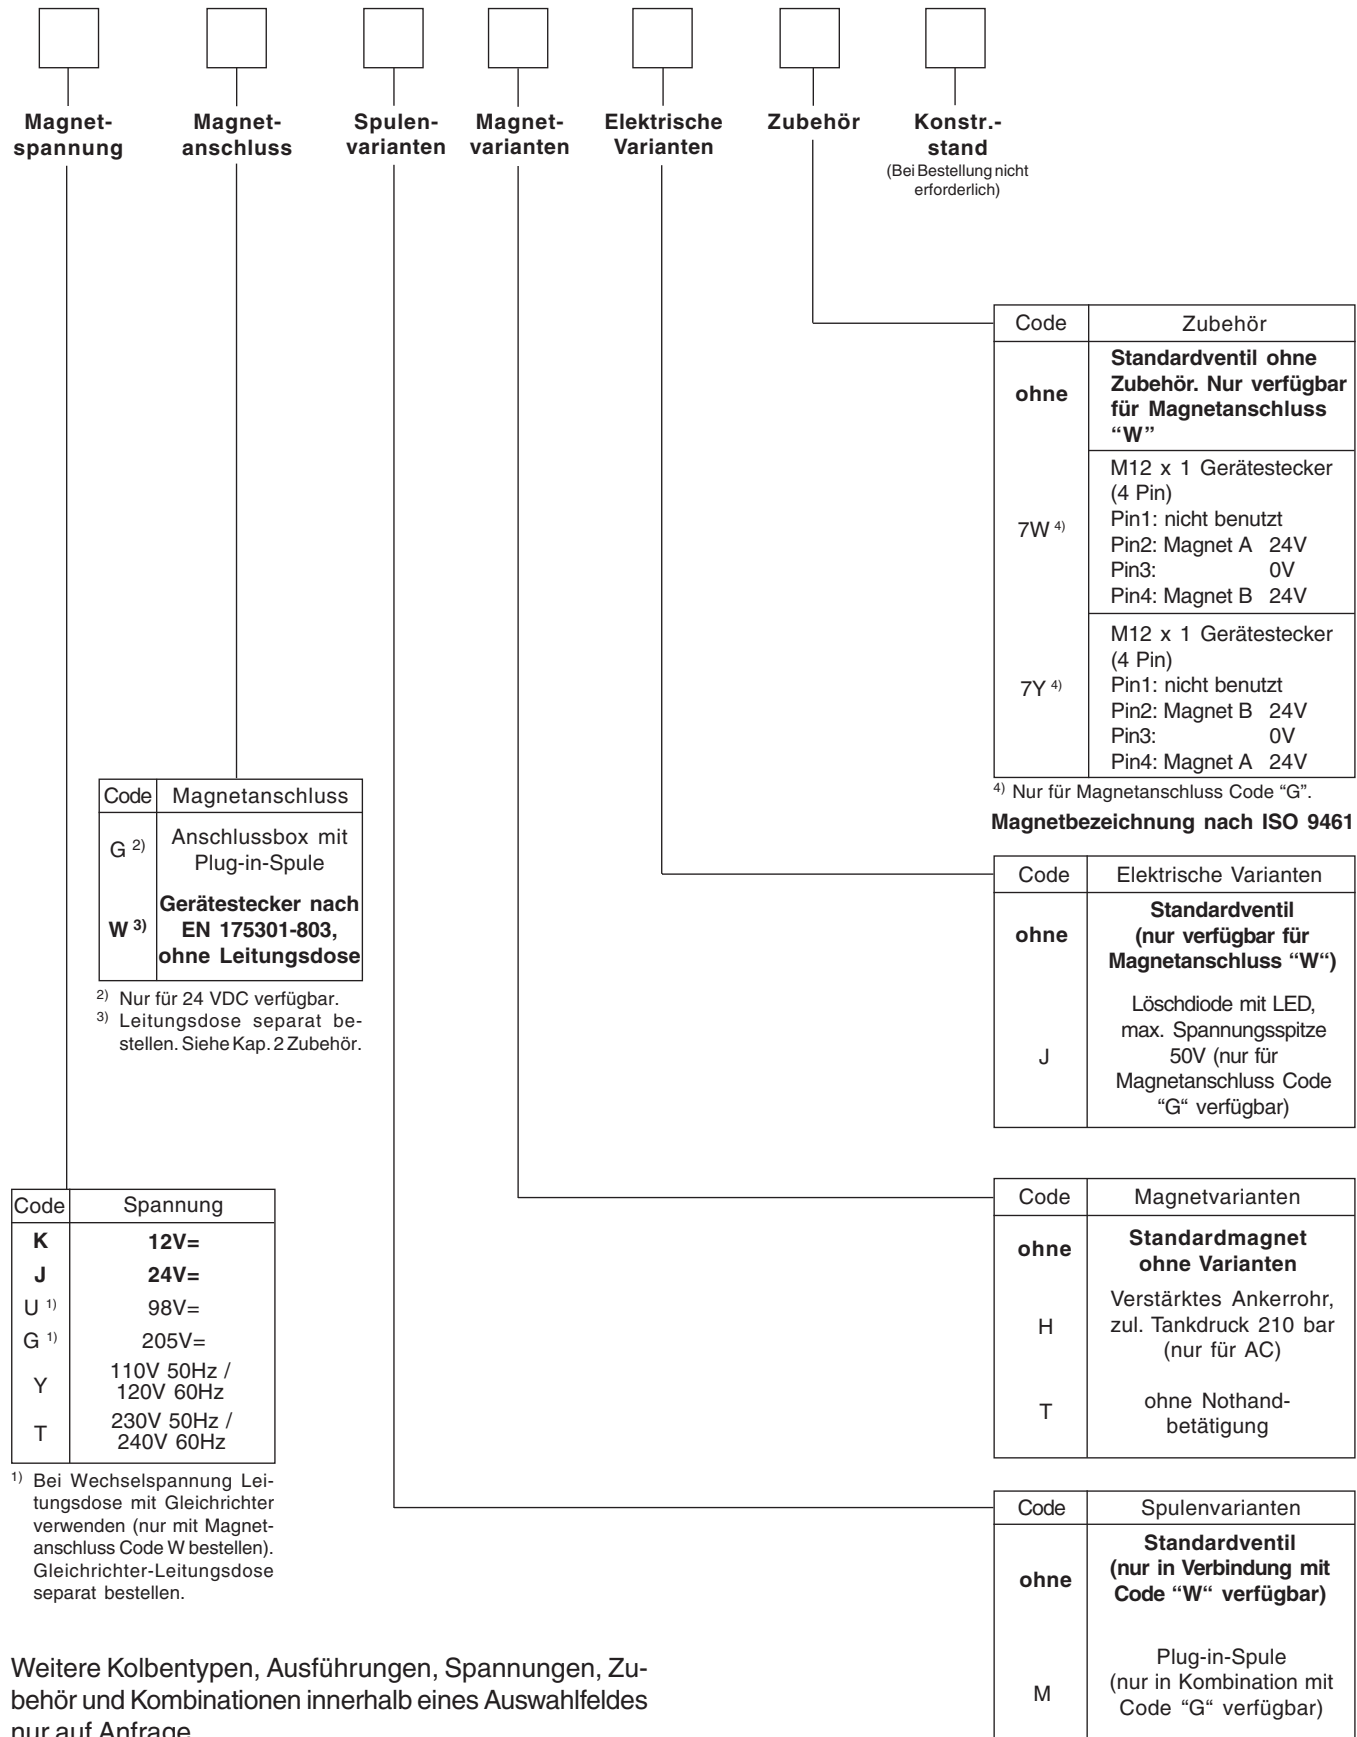 Magnet-
spannung
Magnet-
anschluss
Spulen-
varianten
Magnet-
varianten
Elektrische
Varianten
Zubehör
Konstr.-
stand
(Bei Bestellung nicht
erforderlich)
Code Zubehör
ohne
Standardventil ohne
Zubehör. Nur verfügbar
für Magnetanschluss
“W”
7W 4)
M12 x 1 Gerätestecker
(4 Pin)
Pin1: nicht benutzt
Pin2: Magnet A 24V
Pin3: 0V
Pin4: Magnet B 24V
7Y 4)
M12 x 1 Gerätestecker
(4 Pin)
Pin1: nicht benutzt
Pin2: Magnet B 24V
Pin3: 0V
Pin4: Magnet A 24V
4) Nur für Magnetanschluss Code “G”.
Magnetbezeichnung nach ISO 9461
Code Magnetanschluss
G 2)
Anschlussbox mit
Plug-in-Spule
W 3)
Gerätestecker nach
EN 175301-803,
ohne Leitungsdose
2) Nur für 24 VDC verfügbar.
3) Leitungsdose separat be-
stellen. Siehe Kap. 2 Zubehör.
Code Elektrische Varianten
ohne
Standardventil
(nur verfügbar für
Magnetanschluss “W“)
J
Löschdiode mit LED,
max. Spannungsspitze
50V (nur für
Magnetanschluss Code
“G“ verfügbar)
Code Spannung
K 12V=
J 24V=
U 1) 98V=
G 1) 205V=
Y
110V 50Hz /
120V 60Hz
T
230V 50Hz /
240V 60Hz
1) Bei Wechselspannung Lei-
tungsdose mit Gleichrichter
verwenden (nur mit Magnet-
anschluss Code W bestellen).
Gleichrichter-Leitungsdose
separat bestellen.
Code Magnetvarianten
ohne
Standardmagnet
ohne Varianten
H
Verstärktes Ankerrohr,
zul. Tankdruck 210 bar
(nur für AC)
T
ohne Nothand-
betätigung
Code Spulenvarianten
ohne
Standardventil
(nur in Verbindung mit
Code “W“ verfügbar)
M
Plug-in-Spule
(nur in Kombination mit
Code “G“ verfügbar)
Weitere Kolbentypen, Ausführungen, Spannungen, Zu-
behör und Kombinationen innerhalb eines Auswahlfeldes
nur auf Anfrage